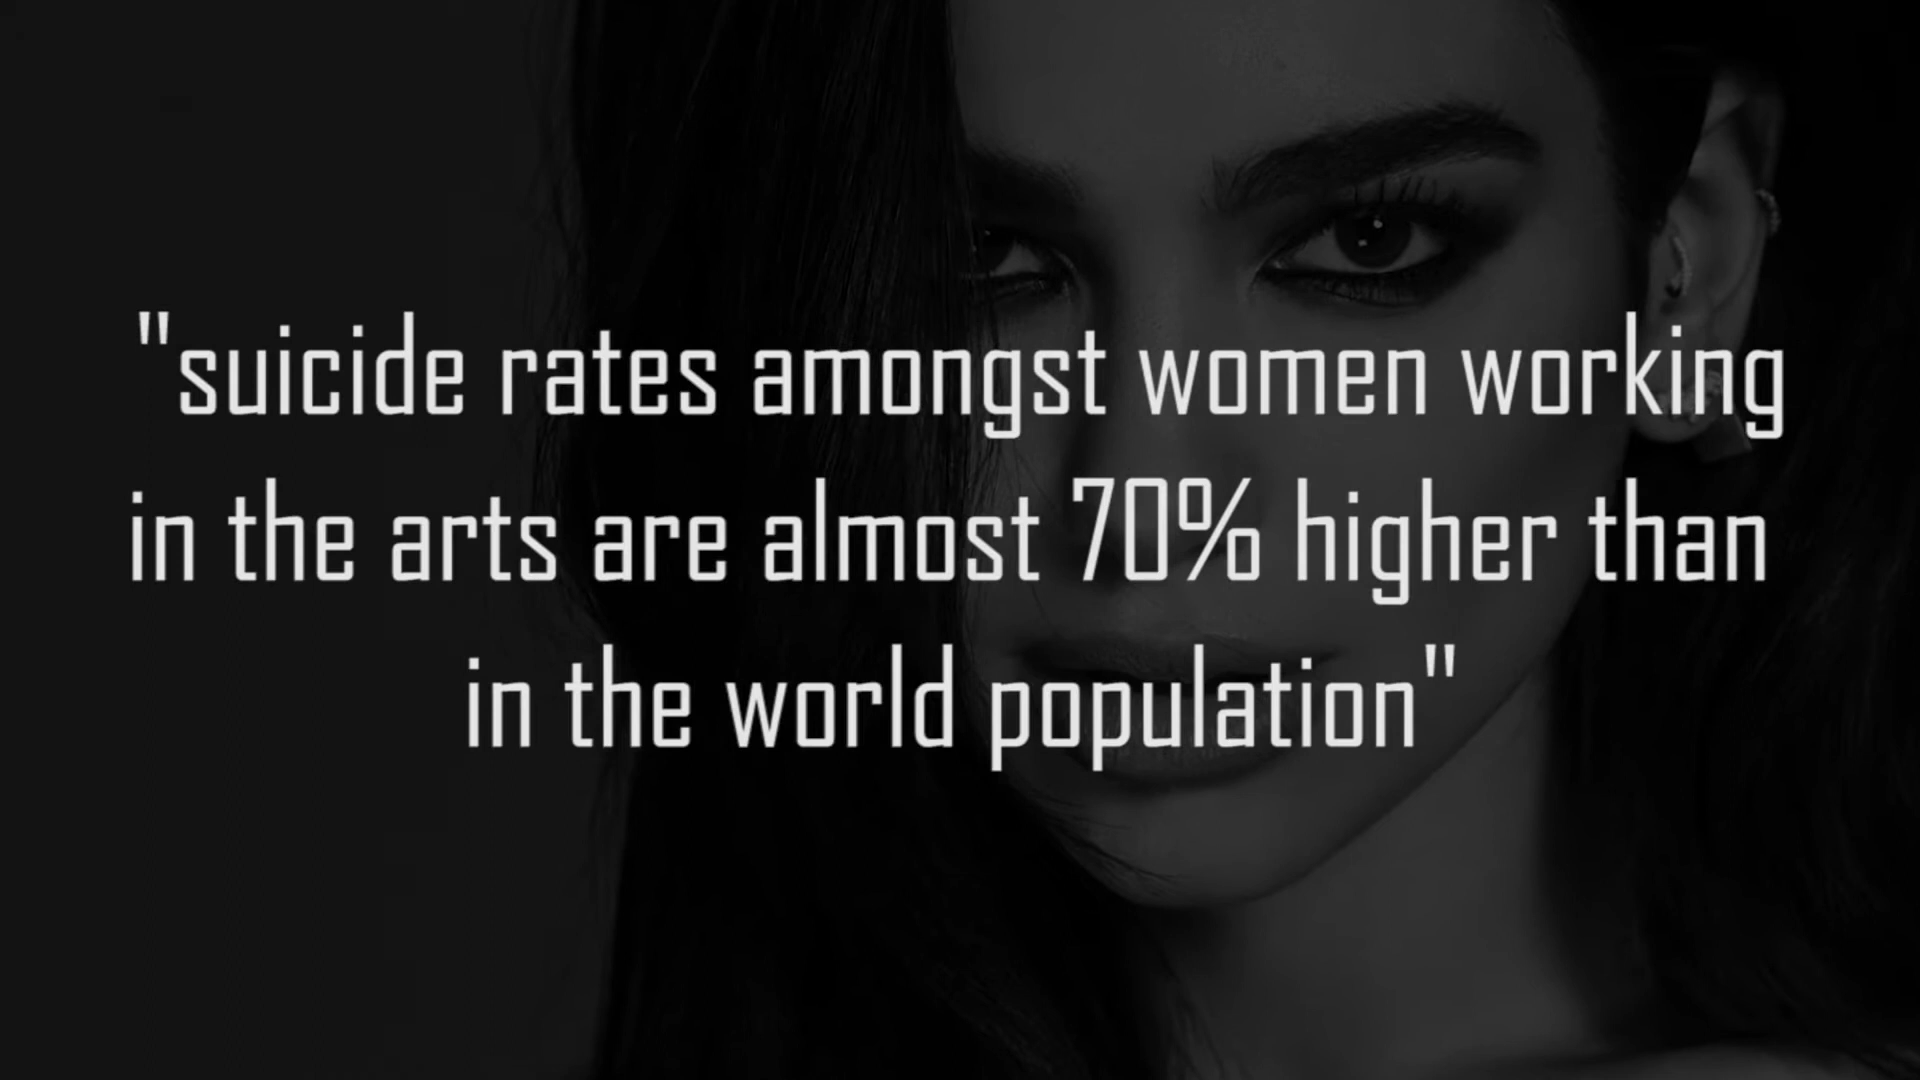 "suicide rates amongst women working
in the arts are almost 70% higher than
in the world population"